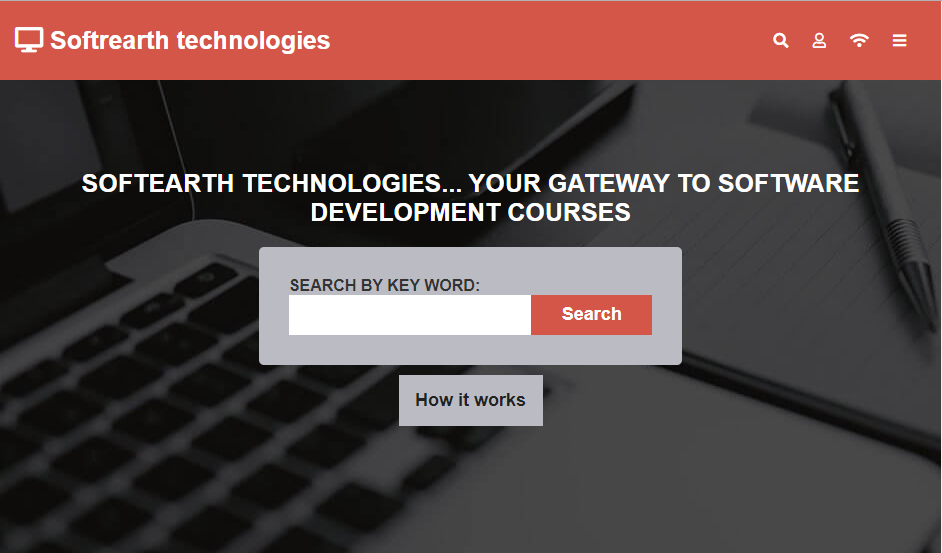 Softrearth technologies
SOFTEARTH TECHNOLOGIES... YOUR GATEWAY TO SOFTWARE
DEVELOPMENT COURSES
SEARCH BY KEY WORD:
Search
How it works